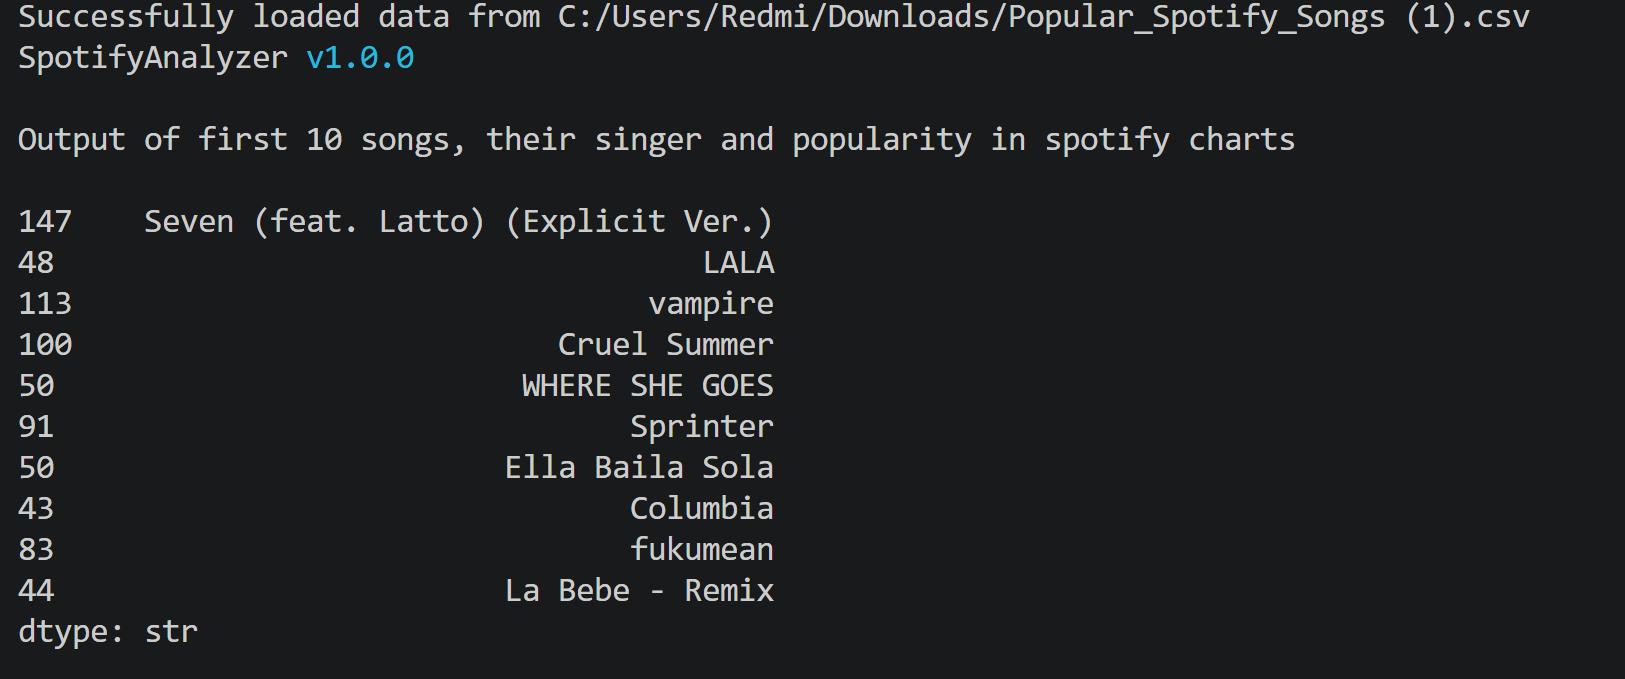 Successfully loaded data from C:/Users/Redmi/Downloads/Popular_Spotify_Songs (1).csv
SpotifyAnalyzer v1.0.0
Output of first 10 songs, their singer and popularity in spotify charts
147    Seven (feat. Latto) (Explicit Ver.)
48                                    LALA
113                                vampire
100                           Cruel Summer
50                          WHERE SHE GOES
91                                Sprinter
50                         Ella Baila Sola
43                                Columbia
83                                fukumean
44                         La Bebe - Remix
dtype: str